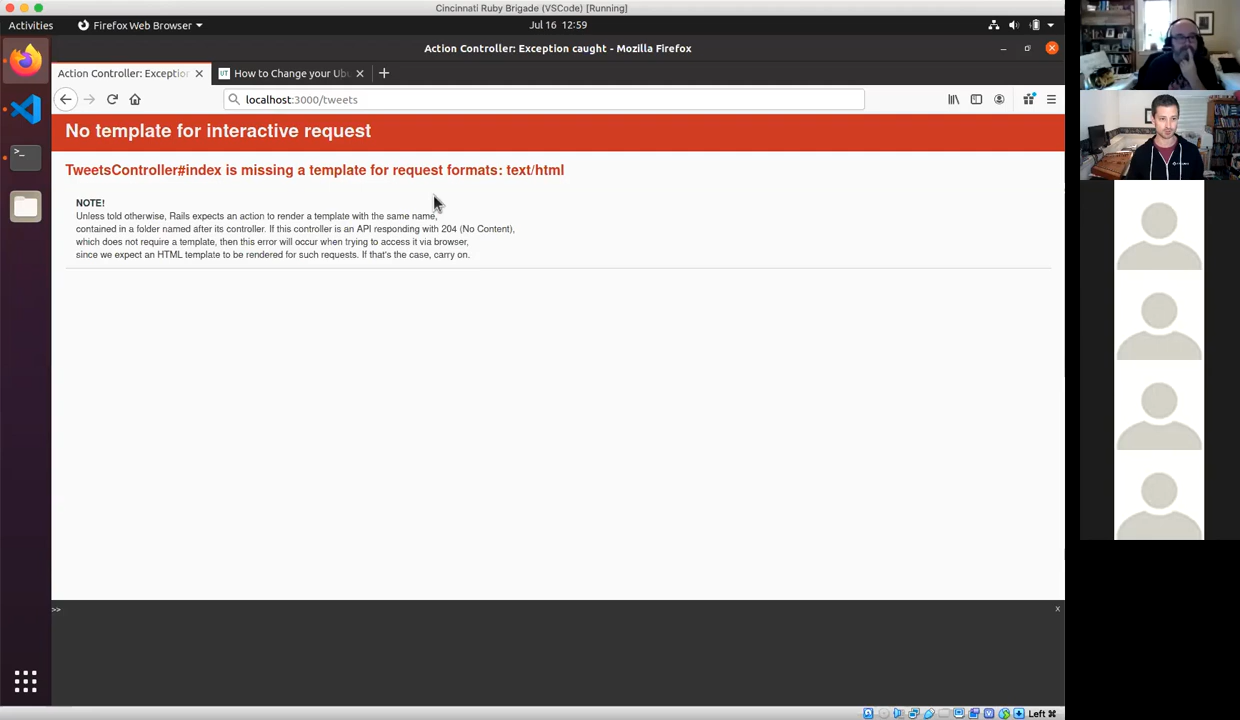 Cincinnati Ruby Brigade (VSCode) [Running]
Activities
Firefox Web Browser
Jul 16 12:59
Action Controller: Exception caught - Mozilla Firefox
Action Controller: Exceptio
UT
How to Change your Ubu
localhost:3000/tweets
No template for interactive request
TweetsController#index is missing a template for request formats: text/html
NOTE!
Unless told otherwise, Rails expects an action to render a template with the same name,
contained in a folder named after its controller. If this controller is an API responding with 204 (No Content),
which does not require a template, then this error will occur when trying to access it via browser,
since we expect an HTML template to be rendered for such requests. If that's the case, carry on.
>>
x
Left ⌘